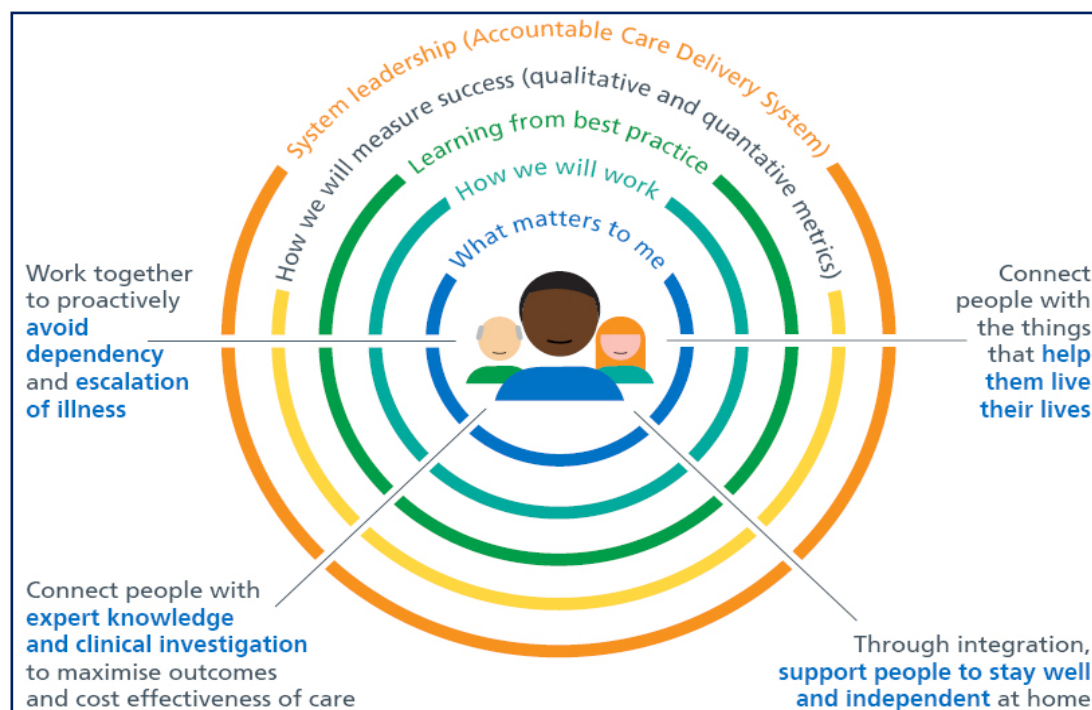 System leadership (Accountable Care Delivery System)
How we will measure success (qualitative and quantative metrics)
Learning from best practice
How we will work
What matters to me
Work together
to proactively
avoid
dependency
and escalation
of illness
Connect
people with
the things
that help
them live
their lives
Connect people with
expert knowledge
and clinical investigation
to maximise outcomes
and cost effectiveness of care
Through integration,
support people to stay well
and independent at home